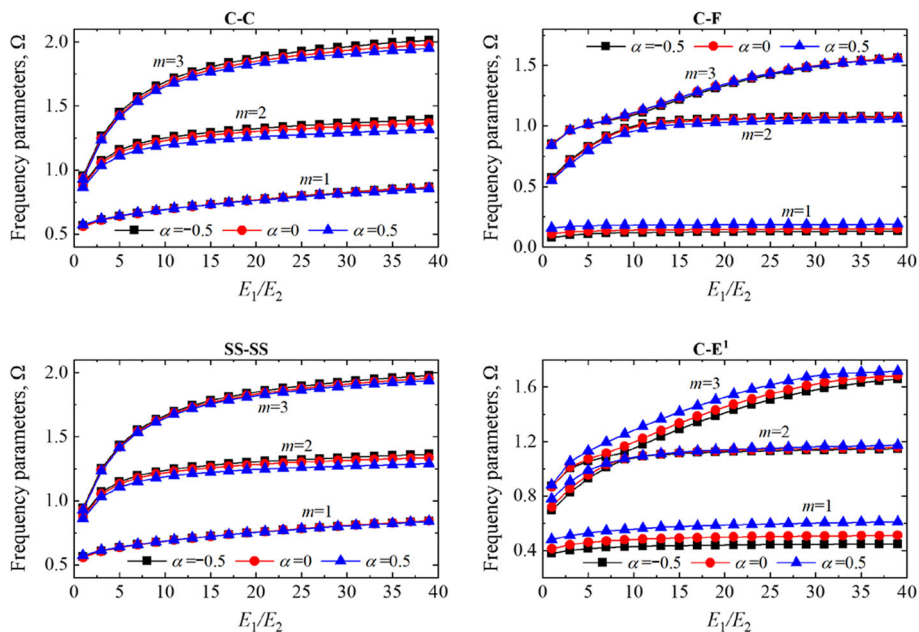 C-C
Frequency parameters, Ω
2.0
1.5
1.0
0.5
m=3
m=2
m=1
α=−0.5 α=0 α=0.5
0 5 10 15 20 25 30 35 40
E₁/E₂
C-F
Frequency parameters, Ω
2.0
1.5
1.0
0.5
0.0
α=−0.5 α=0 α=0.5
m=3
m=2
m=1
0 5 10 15 20 25 30 35 40
E₁/E₂
SS-SS
Frequency parameters, Ω
2.0
1.5
1.0
0.5
m=3
m=2
m=1
α=−0.5 α=0 α=0.5
0 5 10 15 20 25 30 35 40
E₁/E₂
C-E¹
Frequency parameters, Ω
1.6
1.2
0.8
0.4
m=3
m=2
m=1
α=−0.5 α=0 α=0.5
0 5 10 15 20 25 30 35 40
E₁/E₂